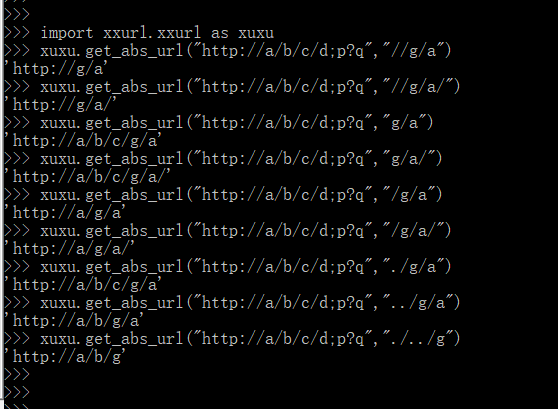 >>>
>>> import xxurl.xxurl as xuxu
>>> xuxu.get_abs_url("http://a/b/c/d;p?q","//g/a")
'http://g/a'
>>> xuxu.get_abs_url("http://a/b/c/d;p?q","//g/a/")
'http://g/a/'
>>> xuxu.get_abs_url("http://a/b/c/d;p?q","g/a")
'http://a/b/c/g/a'
>>> xuxu.get_abs_url("http://a/b/c/d;p?q","g/a/")
'http://a/b/c/g/a/'
>>> xuxu.get_abs_url("http://a/b/c/d;p?q","/g/a")
'http://a/g/a'
>>> xuxu.get_abs_url("http://a/b/c/d;p?q","/g/a/")
'http://a/g/a/'
>>> xuxu.get_abs_url("http://a/b/c/d;p?q","./g/a")
'http://a/b/c/g/a'
>>> xuxu.get_abs_url("http://a/b/c/d;p?q","../g/a")
'http://a/b/g/a'
>>> xuxu.get_abs_url("http://a/b/c/d;p?q","./../g")
'http://a/b/g'
>>>
>>>
>>>